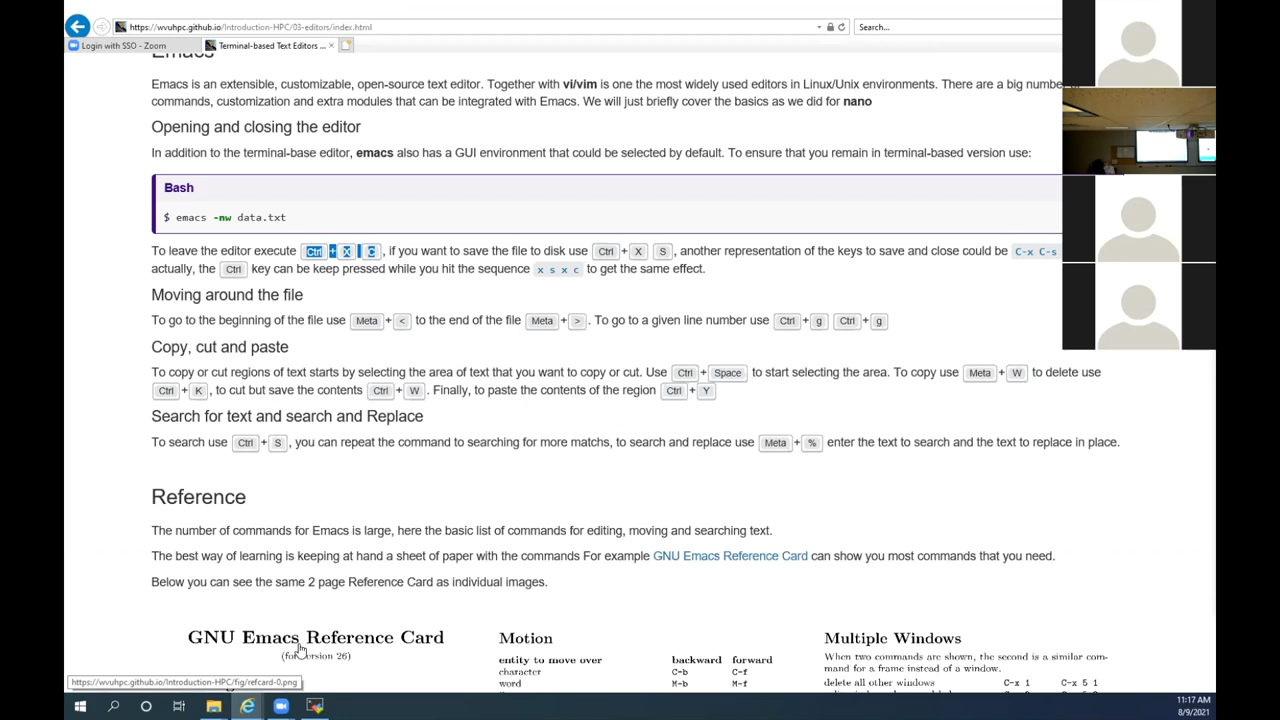 https://wvuhpc.github.io/Introduction-HPC/03-editors/index.html
Search...
Login with SSO - Zoom
Terminal-based Text Editors ...
Emacs
Emacs is an extensible, customizable, open-source text editor. Together with vi/vim is one the most widely used editors in Linux/Unix environments. There are a big number
commands, customization and extra modules that can be integrated with Emacs. We will just briefly cover the basics as we did for nano
Opening and closing the editor
In addition to the terminal-base editor, emacs also has a GUI environment that could be selected by default. To ensure that you remain in terminal-based version use:
Bash
$ emacs -nw data.txt
To leave the editor execute Ctrl + X C , if you want to save the file to disk use Ctrl + X S , another representation of the keys to save and close could be C-x C-s
actually, the Ctrl key can be keep pressed while you hit the sequence x s x c to get the same effect.
Moving around the file
To go to the beginning of the file use Meta + < to the end of the file Meta + > . To go to a given line number use Ctrl + g Ctrl + g
Copy, cut and paste
To copy or cut regions of text starts by selecting the area of text that you want to copy or cut. Use Ctrl + Space to start selecting the area. To copy use Meta + W to delete use
Ctrl + K , to cut but save the contents Ctrl + W . Finally, to paste the contents of the region Ctrl + Y
Search for text and search and Replace
To search use Ctrl + S , you can repeat the command to searching for more matchs, to search and replace use Meta + % enter the text to search and the text to replace in place.
Reference
The number of commands for Emacs is large, here the basic list of commands for editing, moving and searching text.
The best way of learning is keeping at hand a sheet of paper with the commands For example GNU Emacs Reference Card can show you most commands that you need.
Below you can see the same 2 page Reference Card as individual images.
GNU Emacs Reference Card
(for version 26)
Motion
entity to move over backward forward
character C-b C-f
word M-b M-f
Multiple Windows
When two commands are shown, the second is a similar com-
mand for a frame instead of a window.
delete all other windows C-x 1 C-x 5 1
https://wvuhpc.github.io/Introduction-HPC/fig/refcard-0.png
11:17 AM
8/9/2021